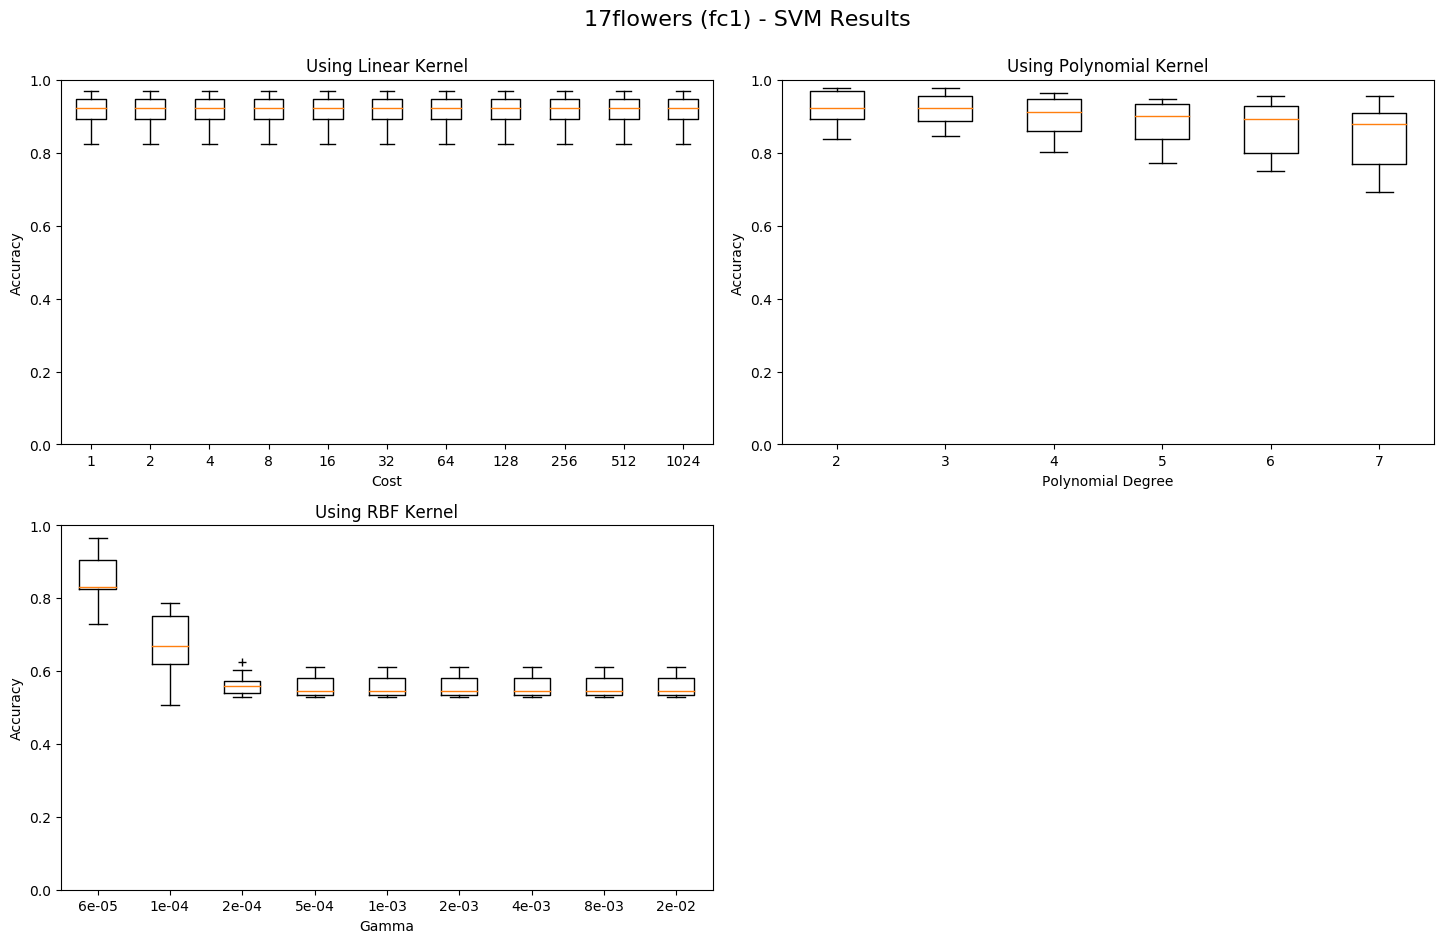 17flowers (fc1) - SVM Results
Using Linear Kernel
1.0
0.8
0.6
0.4
0.2
0.0
Accuracy
1 2 4 8 16 32 64 128 256 512 1024
Cost
Using Polynomial Kernel
1.0
0.8
0.6
0.4
0.2
0.0
Accuracy
2 3 4 5 6 7
Polynomial Degree
Using RBF Kernel
1.0
0.8
0.6
0.4
0.2
0.0
Accuracy
6e-05 1e-04 2e-04 5e-04 1e-03 2e-03 4e-03 8e-03 2e-02
Gamma